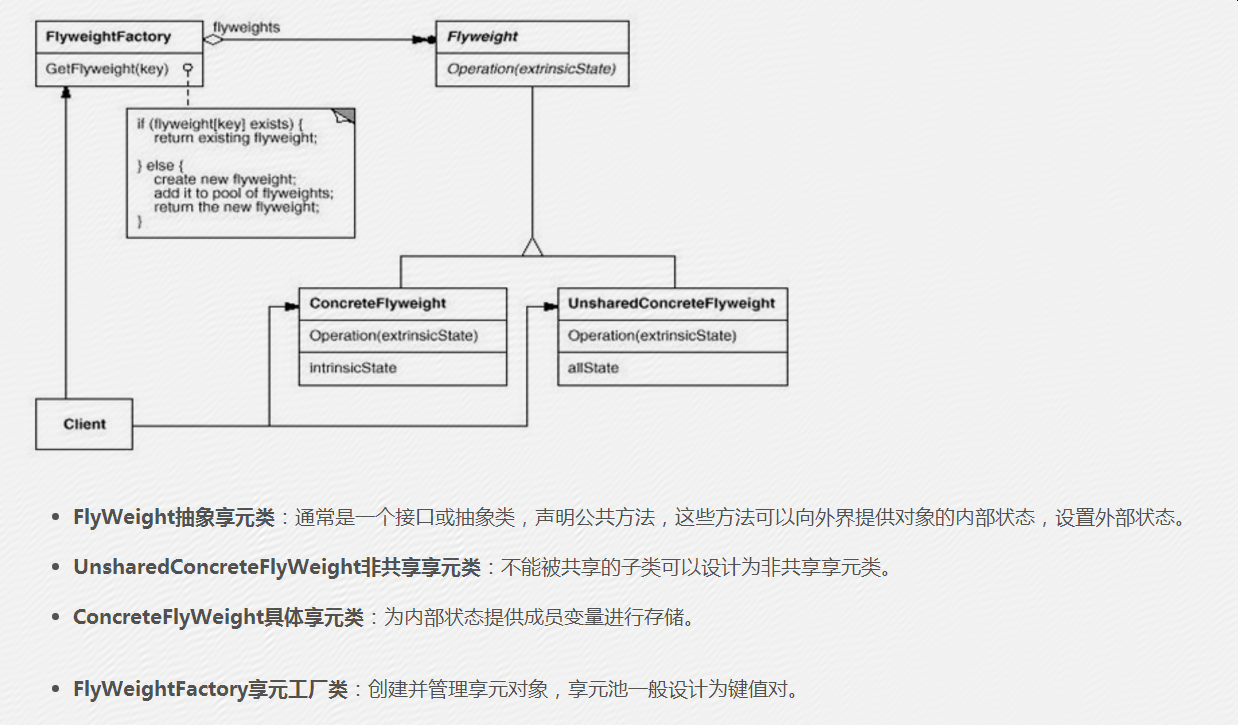 flyweights
FlyweightFactory
GetFlyweight(key)
Flyweight
Operation(extrinsicState)
if (flyweight[key] exists) {
return existing flyweight;
} else {
create new flyweight;
add it to pool of flyweights;
return the new flyweight;
}
ConcreteFlyweight
Operation(extrinsicState)
intrinsicState
UnsharedConcreteFlyweight
Operation(extrinsicState)
allState
Client
• FlyWeight抽象享元类：通常是一个接口或抽象类，声明公共方法，这些方法可以向外界提供对象的内部状态，设置外部状态。
• UnsharedConcreteFlyWeight非共享享元类：不能被共享的子类可以设计为非共享享元类。
• ConcreteFlyWeight具体享元类：为内部状态提供成员变量进行存储。
• FlyWeightFactory享元工厂类：创建并管理享元对象，享元池一般设计为键值对。